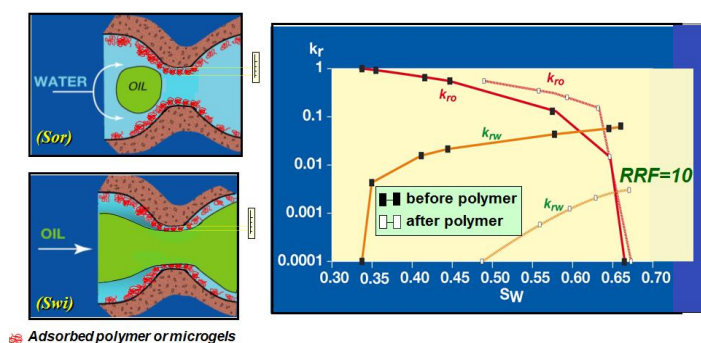 WATER
OIL
(Sor)
OIL
(Swi)
Adsorbed polymer or microgels
kr
1
0.1
0.01
0.001
0.0001
kro
kro
krw
krw
RRF=10
before polymer
after polymer
0.30 0.35 0.40 0.45 0.50 0.55 0.60 0.65 0.70
SW